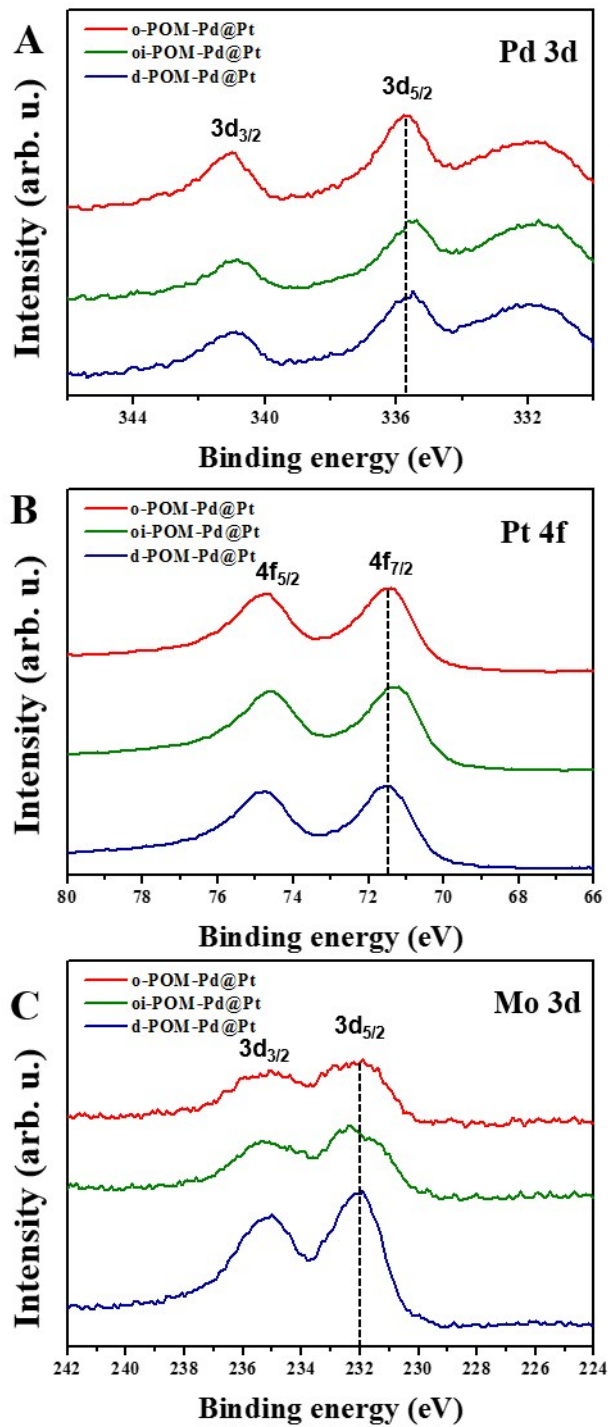 A
o-POM-Pd@Pt
oi-POM-Pd@Pt
d-POM-Pd@Pt
Pd 3d
3d3/2
3d5/2
Intensity (arb. u.)
344 340 336 332
Binding energy (eV)
B
o-POM-Pd@Pt
oi-POM-Pd@Pt
d-POM-Pd@Pt
Pt 4f
4f5/2
4f7/2
Intensity (arb. u.)
80 78 76 74 72 70 68 66
Binding energy (eV)
C
o-POM-Pd@Pt
oi-POM-Pd@Pt
d-POM-Pd@Pt
Mo 3d
3d3/2
3d5/2
Intensity (arb. u.)
242 240 238 236 234 232 230 228 226 224
Binding energy (eV)